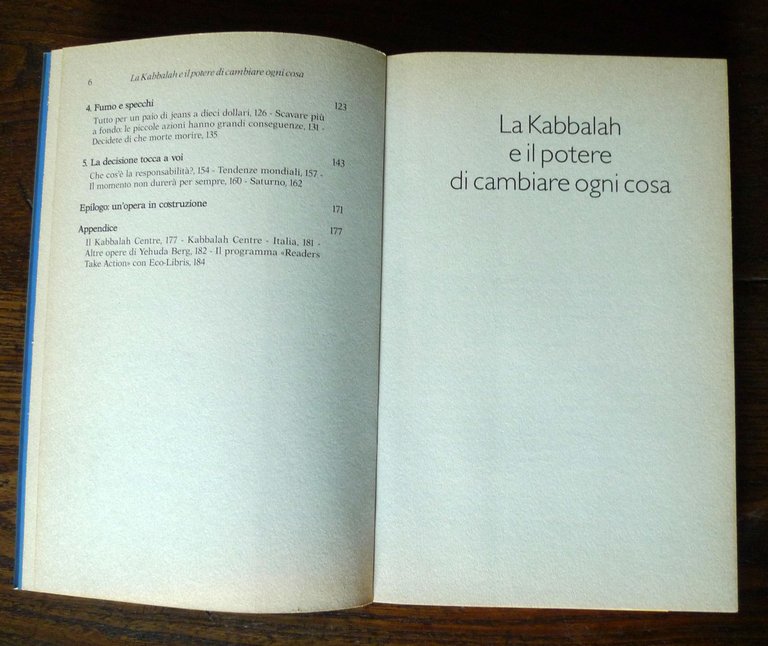 6
La Kabbalah e il potere di cambiare ogni cosa
4. Fumo e specchi 123
Tutto per un paio di jeans a dieci dollari, 126 - Scavare più
a fondo: le piccole azioni hanno grandi conseguenze, 131 -
Decidete di che morte morire, 135
5. La decisione tocca a voi 143
Che cos'è la responsabilità?, 154 - Tendenze mondiali, 157 -
Il momento non durerà per sempre, 160 - Saturno, 162
Epilogo: un'opera in costruzione 171
Appendice 177
Il Kabbalah Centre, 177 - Kabbalah Centre - Italia, 181 -
Altre opere di Yehuda Berg, 182 - Il programma «Readers
Take Action» con Eco-Libris, 184
La Kabbalah
e il potere
di cambiare ogni cosa